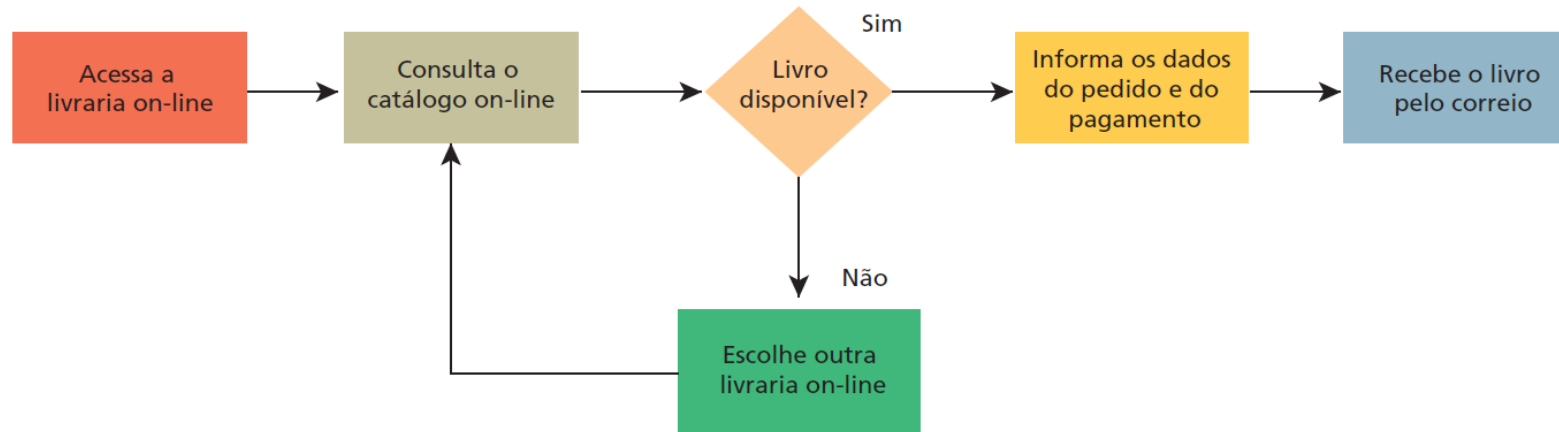 Acessa a
livraria on-line
Consulta o
catálogo on-line
Livro
disponível?
Sim
Informa os dados
do pedido e do
pagamento
Recebe o livro
pelo correio
Não
Escolhe outra
livraria on-line